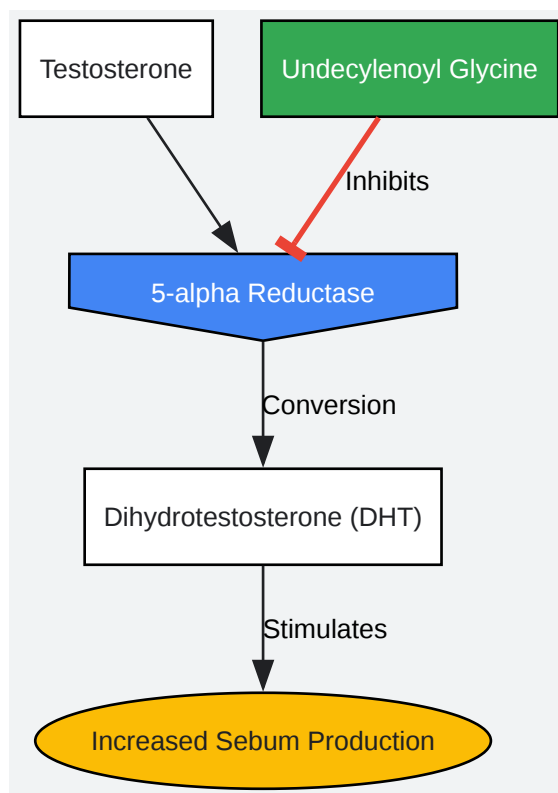 Testosterone
Undecylenoyl Glycine
Inhibits
5-alpha Reductase
Conversion
Dihydrotestosterone (DHT)
Stimulates
Increased Sebum Production